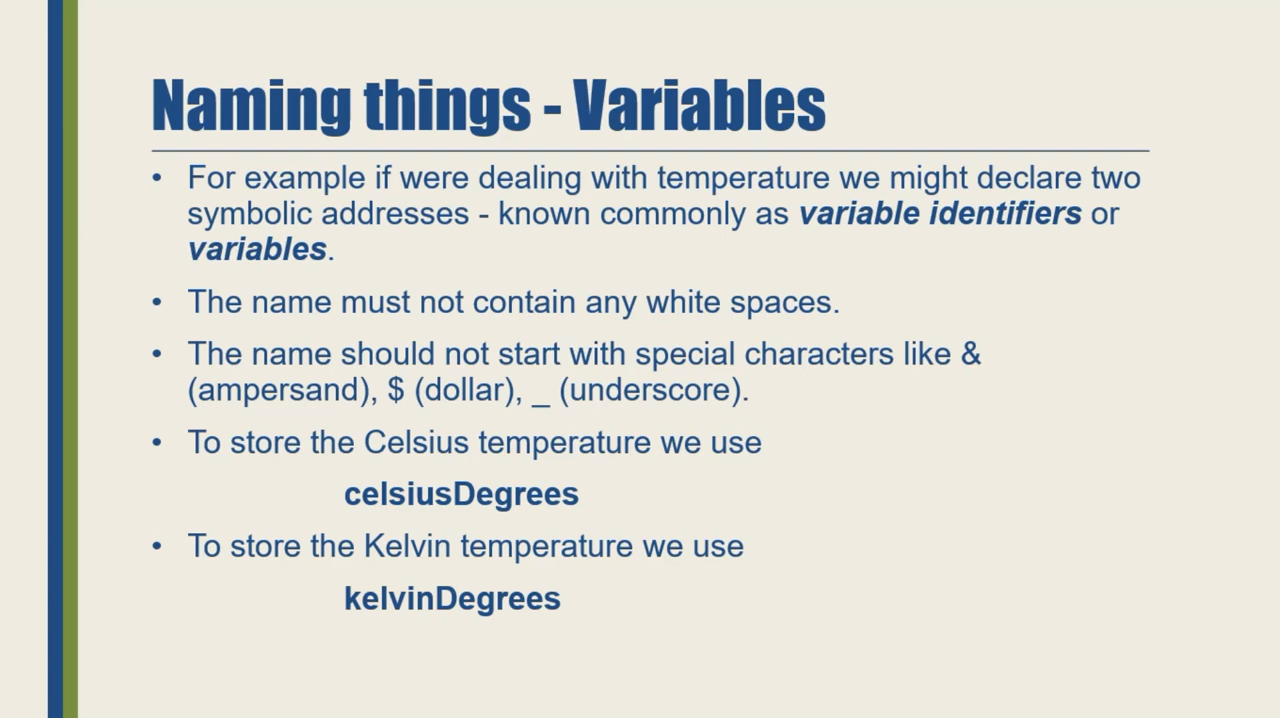 Naming things - Variables
• For example if were dealing with temperature we might declare two
symbolic addresses - known commonly as variable identifiers or
variables.
• The name must not contain any white spaces.
• The name should not start with special characters like &
(ampersand), $ (dollar), _ (underscore).
• To store the Celsius temperature we use
celsiusDegrees
• To store the Kelvin temperature we use
kelvinDegrees